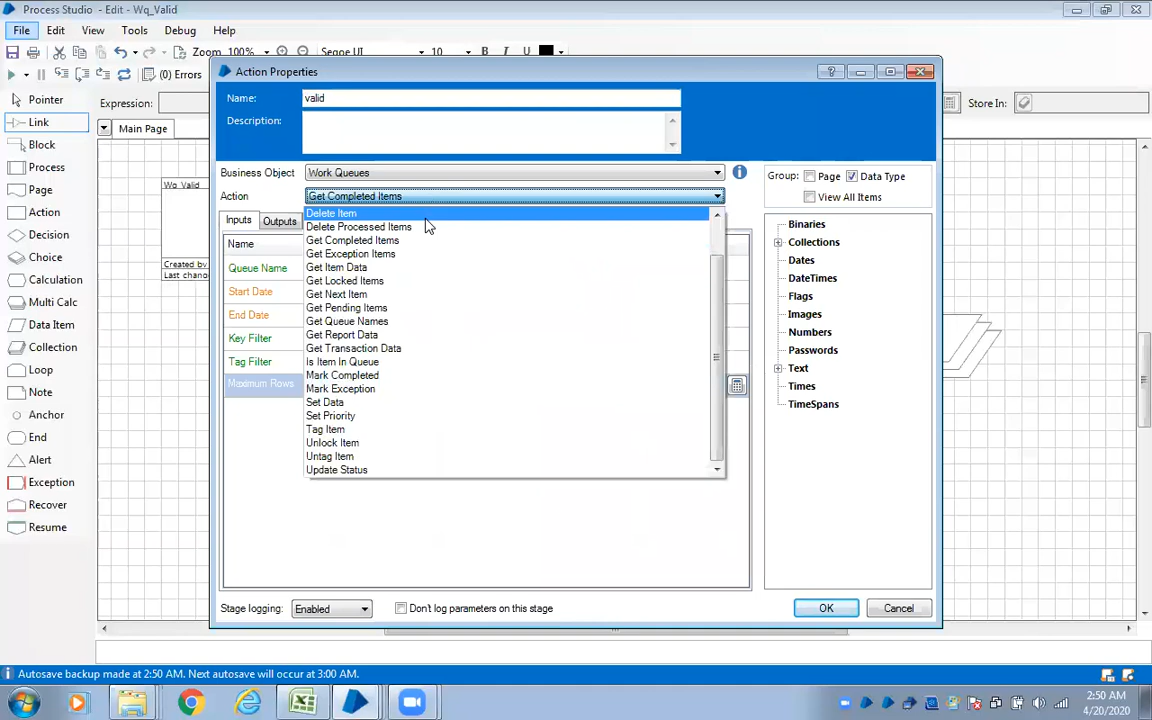 Process Studio - Edit - Wq_Valid
File Edit View Tools Debug Help
Zoom 100% Segoe UI 10 B I U
(0) Errors
Action Properties
Pointer
Link
Block
Process
Page
Action
Decision
Choice
Calculation
Multi Calc
Data Item
Collection
Loop
Note
Anchor
End
Alert
Exception
Recover
Resume
Expression:
Store In:
Main Page
Wq_Valid
Created by
Last chang
Name: valid
Description:
Business Object Work Queues
Action Get Completed Items
Inputs Outputs
Name
Queue Name
Start Date
End Date
Key Filter
Tag Filter
Maximum Rows
Delete Item
Delete Processed Items
Get Completed Items
Get Exception Items
Get Item Data
Get Locked Items
Get Next Item
Get Pending Items
Get Queue Names
Get Report Data
Get Transaction Data
Is Item In Queue
Mark Completed
Mark Exception
Set Data
Set Priority
Tag Item
Unlock Item
Untag Item
Update Status
Group: Page Data Type
View All Items
Binaries
Collections
Dates
DateTimes
Flags
Images
Numbers
Passwords
Text
Times
TimeSpans
Stage logging: Enabled Don't log parameters on this stage
OK Cancel
Autosave backup made at 2:50 AM. Next autosave will occur at 3:00 AM.
2:50 AM
4/20/2020